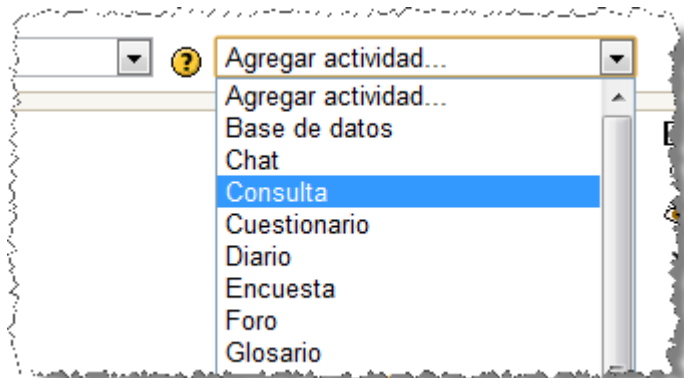 Agregar actividad...
Agregar actividad...
Base de datos
Chat
Consulta
Cuestionario
Diario
Encuesta
Foro
Glosario